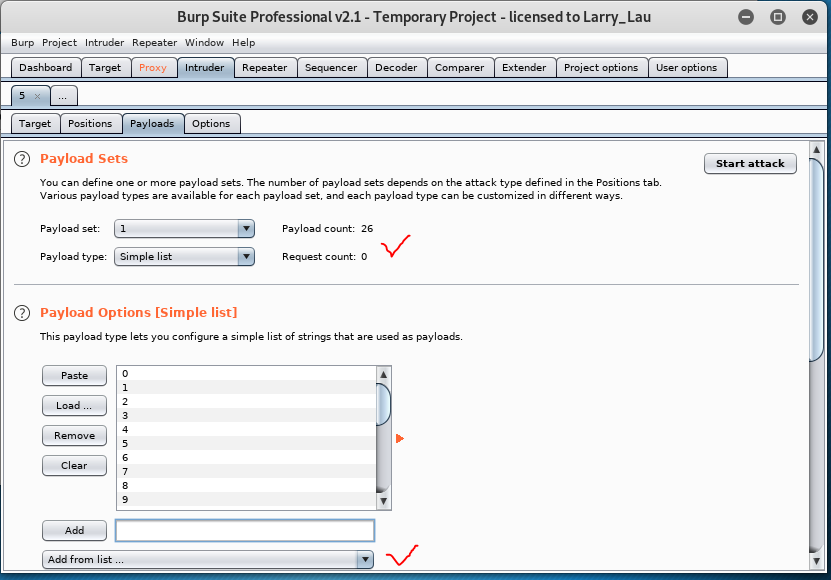 Burp Suite Professional v2.1 - Temporary Project - licensed to Larry_Lau
Burp Project Intruder Repeater Window Help
Dashboard Target Proxy Intruder Repeater Sequencer Decoder Comparer Extender Project options User options
5 × ...
Target Positions Payloads Options
? Payload Sets Start attack
You can define one or more payload sets. The number of payload sets depends on the attack type defined in the Positions tab.
Various payload types are available for each payload set, and each payload type can be customized in different ways.
Payload set: 1 Payload count: 26
Payload type: Simple list Request count: 0
? Payload Options [Simple list]
This payload type lets you configure a simple list of strings that are used as payloads.
Paste
Load ...
Remove
Clear
0
1
2
3
4
5
6
7
8
9
Add
Add from list ...